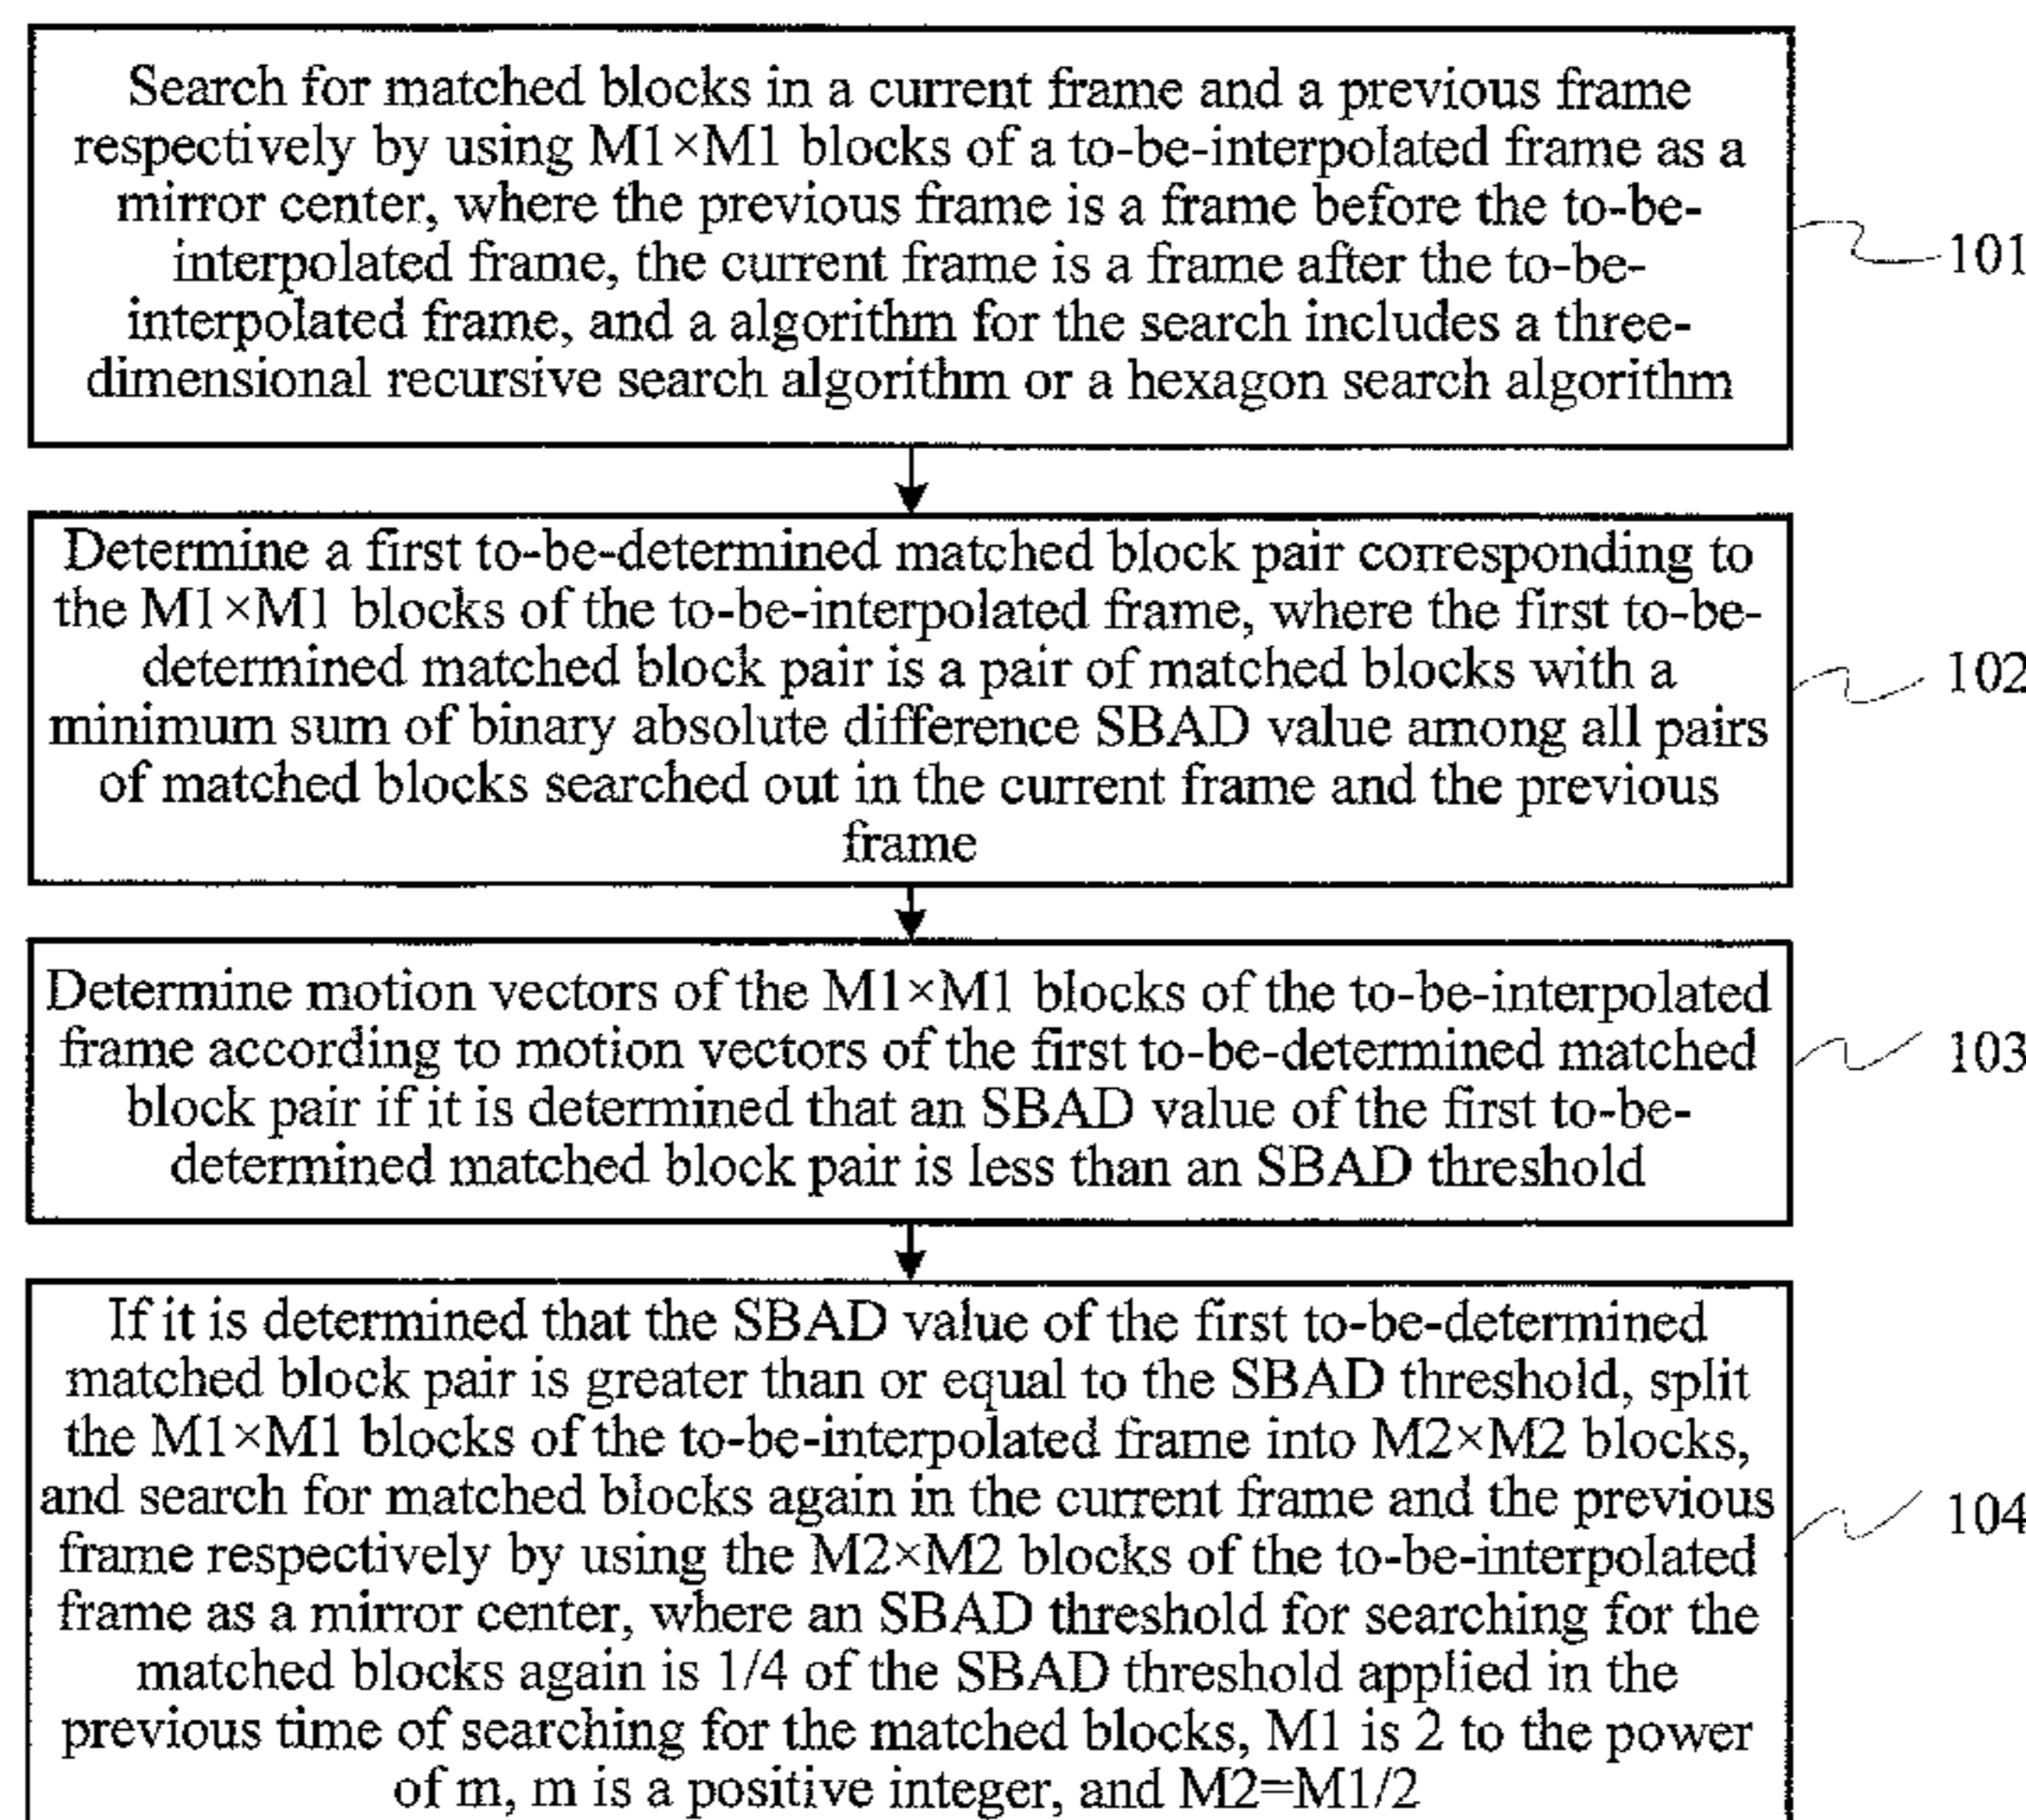 Search for matched blocks in a current frame and a previous frame
respectively by using M1×M1 blocks of a to-be-interpolated frame as a
mirror center, where the previous frame is a frame before the to-be-
interpolated frame, the current frame is a frame after the to-be-
interpolated frame, and a algorithm for the search includes a three-
dimensional recursive search algorithm or a hexagon search algorithm
101
Determine a first to-be-determined matched block pair corresponding to
the M1×M1 blocks of the to-be-interpolated frame, where the first to-be-
determined matched block pair is a pair of matched blocks with a
minimum sum of binary absolute difference SBAD value among all pairs
of matched blocks searched out in the current frame and the previous
frame
102
Determine motion vectors of the M1×M1 blocks of the to-be-interpolated
frame according to motion vectors of the first to-be-determined matched
block pair if it is determined that an SBAD value of the first to-be-
determined matched block pair is less than an SBAD threshold
103
If it is determined that the SBAD value of the first to-be-determined
matched block pair is greater than or equal to the SBAD threshold, split
the M1×M1 blocks of the to-be-interpolated frame into M2×M2 blocks,
and search for matched blocks again in the current frame and the previous
frame respectively by using the M2×M2 blocks of the to-be-interpolated
frame as a mirror center, where an SBAD threshold for searching for the
matched blocks again is 1/4 of the SBAD threshold applied in the
previous time of searching for the matched blocks, M1 is 2 to the power
of m, m is a positive integer, and M2=M1/2
104